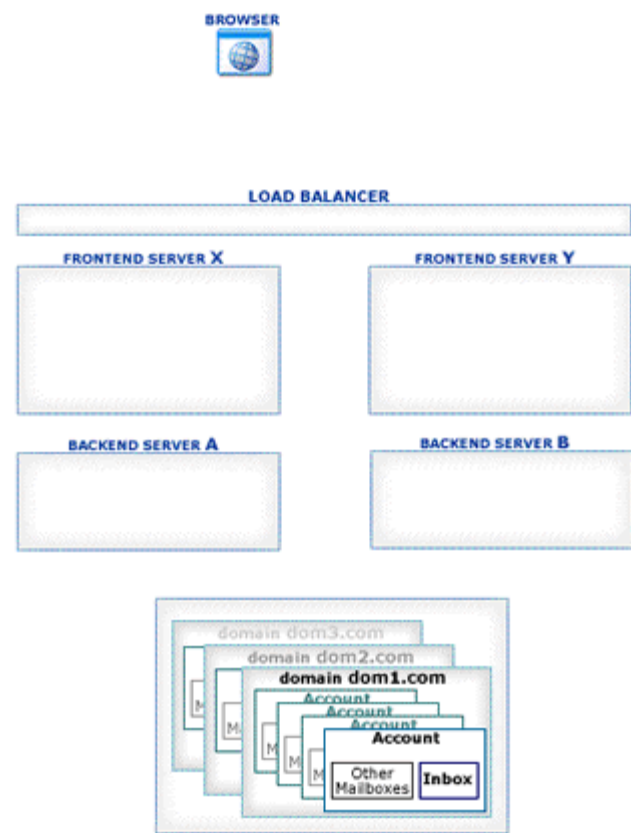 BROWSER
LOAD BALANCER
FRONTEND SERVER X
FRONTEND SERVER Y
BACKEND SERVER A
BACKEND SERVER B
domain dom3.com
domain dom2.com
domain dom1.com
Account
Account
Account
Account
M
Ma
M
M
M
Other
Mailboxes
Inbox